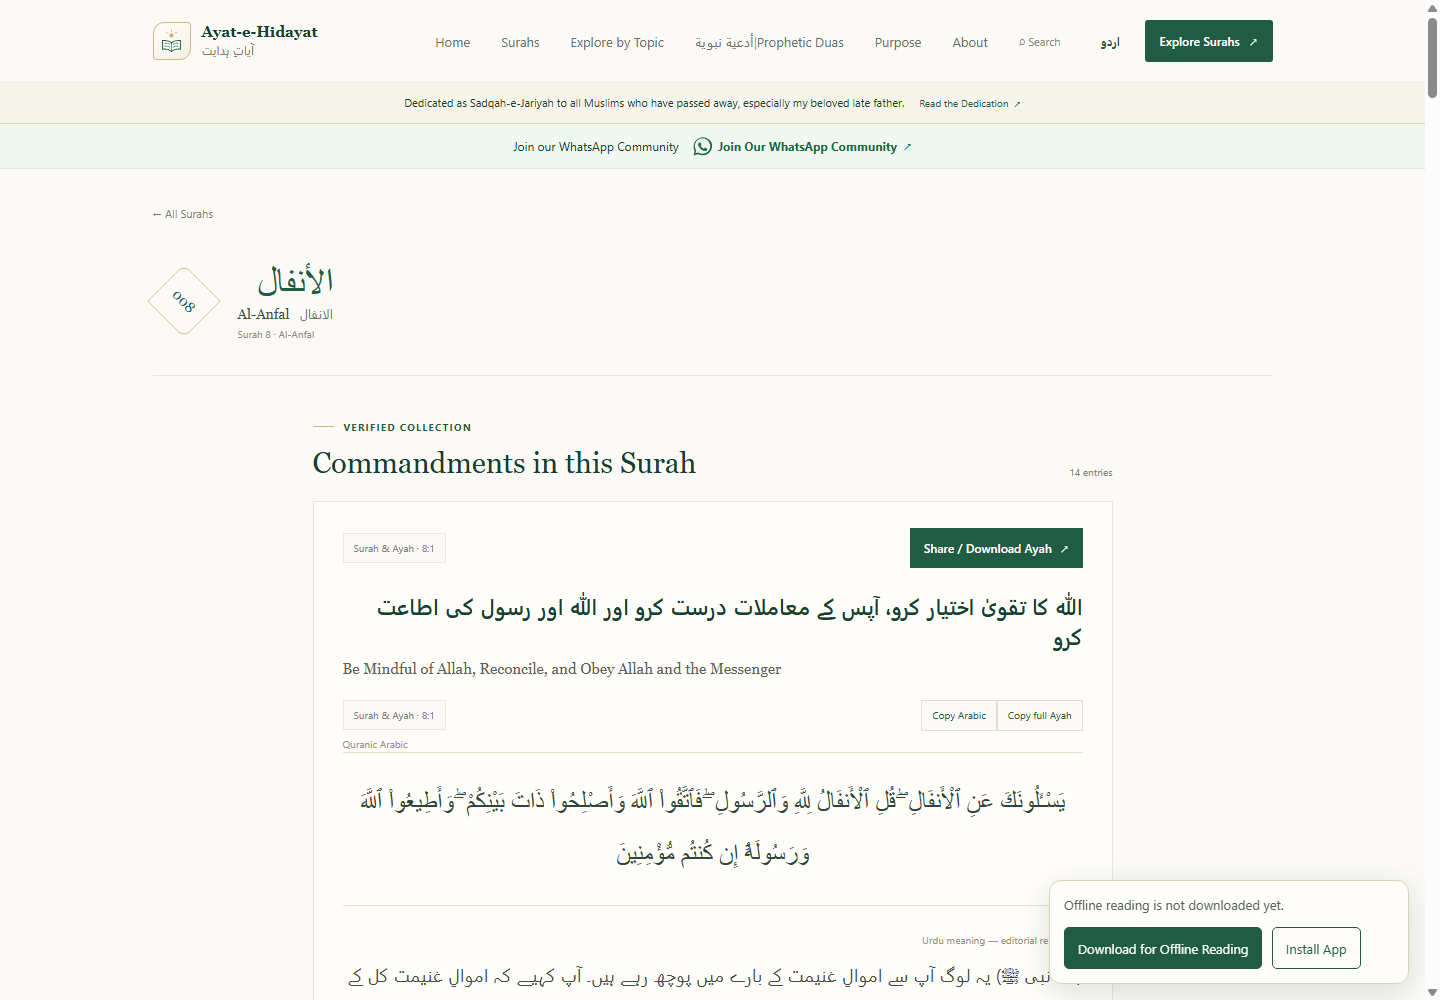 Ayat-e-Hidayat
آیاتِ ہدایت
Home
Surahs
Explore by Topic
أدعية نبوية|Prophetic Duas
Purpose
About
⌕ Search
اردو
Explore Surahs ↗
Dedicated as Sadqah-e-Jariyah to all Muslims who have passed away, especially my beloved late father. Read the Dedication ↗
Join our WhatsApp Community Join Our WhatsApp Community ↗
← All Surahs
008
الأنفال
Al-Anfal الانفال
Surah 8 · Al-Anfal
VERIFIED COLLECTION
Commandments in this Surah
14 entries
Surah & Ayah · 8:1
Share / Download Ayah ↗
اللہ کا تقویٰ اختیار کرو، آپس کے معاملات درست کرو اور اللہ اور رسول کی اطاعت
کرو
Be Mindful of Allah, Reconcile, and Obey Allah and the Messenger
Surah & Ayah · 8:1
Copy Arabic
Copy full Ayah
Quranic Arabic
يَسْـَٔلُونَكَ عَنِ ٱلْأَنفَالِ ۖ قُلِ ٱلْأَنفَالُ لِلَّهِ وَٱلرَّسُولِ ۖ فَٱتَّقُوا۟ ٱللَّهَ وَأَصْلِحُوا۟ ذَاتَ بَيْنِكُمْ ۖ وَأَطِيعُوا۟ ٱللَّهَ
وَرَسُولَهُۥٓ إِن كُنتُم مُّؤْمِنِينَ
Urdu meaning — editorial re
نبی ﷺ) یہ لوگ آپ سے اموالِ غنیمت کے بارے میں پوچھ رہے ہیں۔ آپ کہیے کہ اموالِ غنیمت کل کے
Offline reading is not downloaded yet.
Download for Offline Reading
Install App